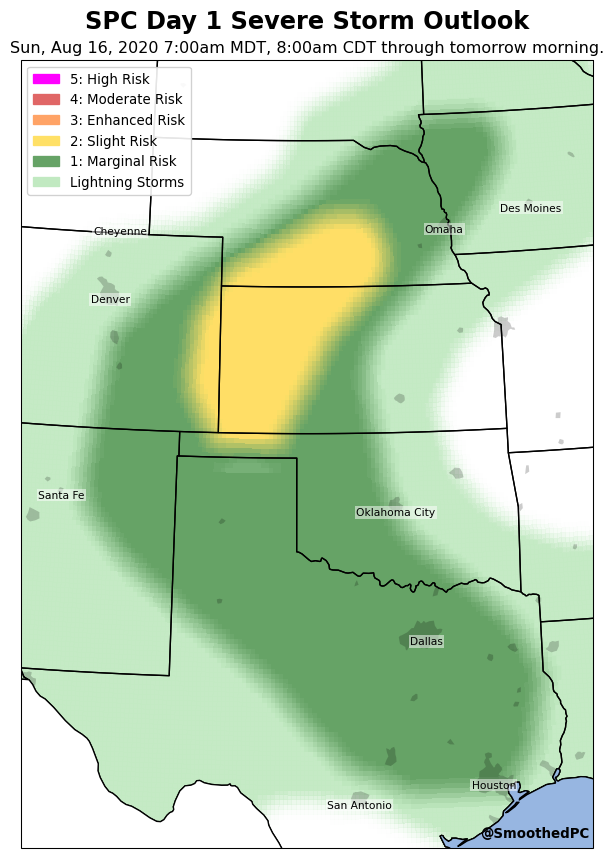 SPC Day 1 Severe Storm Outlook
Sun, Aug 16, 2020 7:00am MDT, 8:00am CDT through tomorrow morning.
5: High Risk
4: Moderate Risk
3: Enhanced Risk
2: Slight Risk
1: Marginal Risk
Lightning Storms
Des Moines
Omaha
Cheyenne
Denver
Santa Fe
Oklahoma City
Dallas
Houston
San Antonio
@SmoothedPC